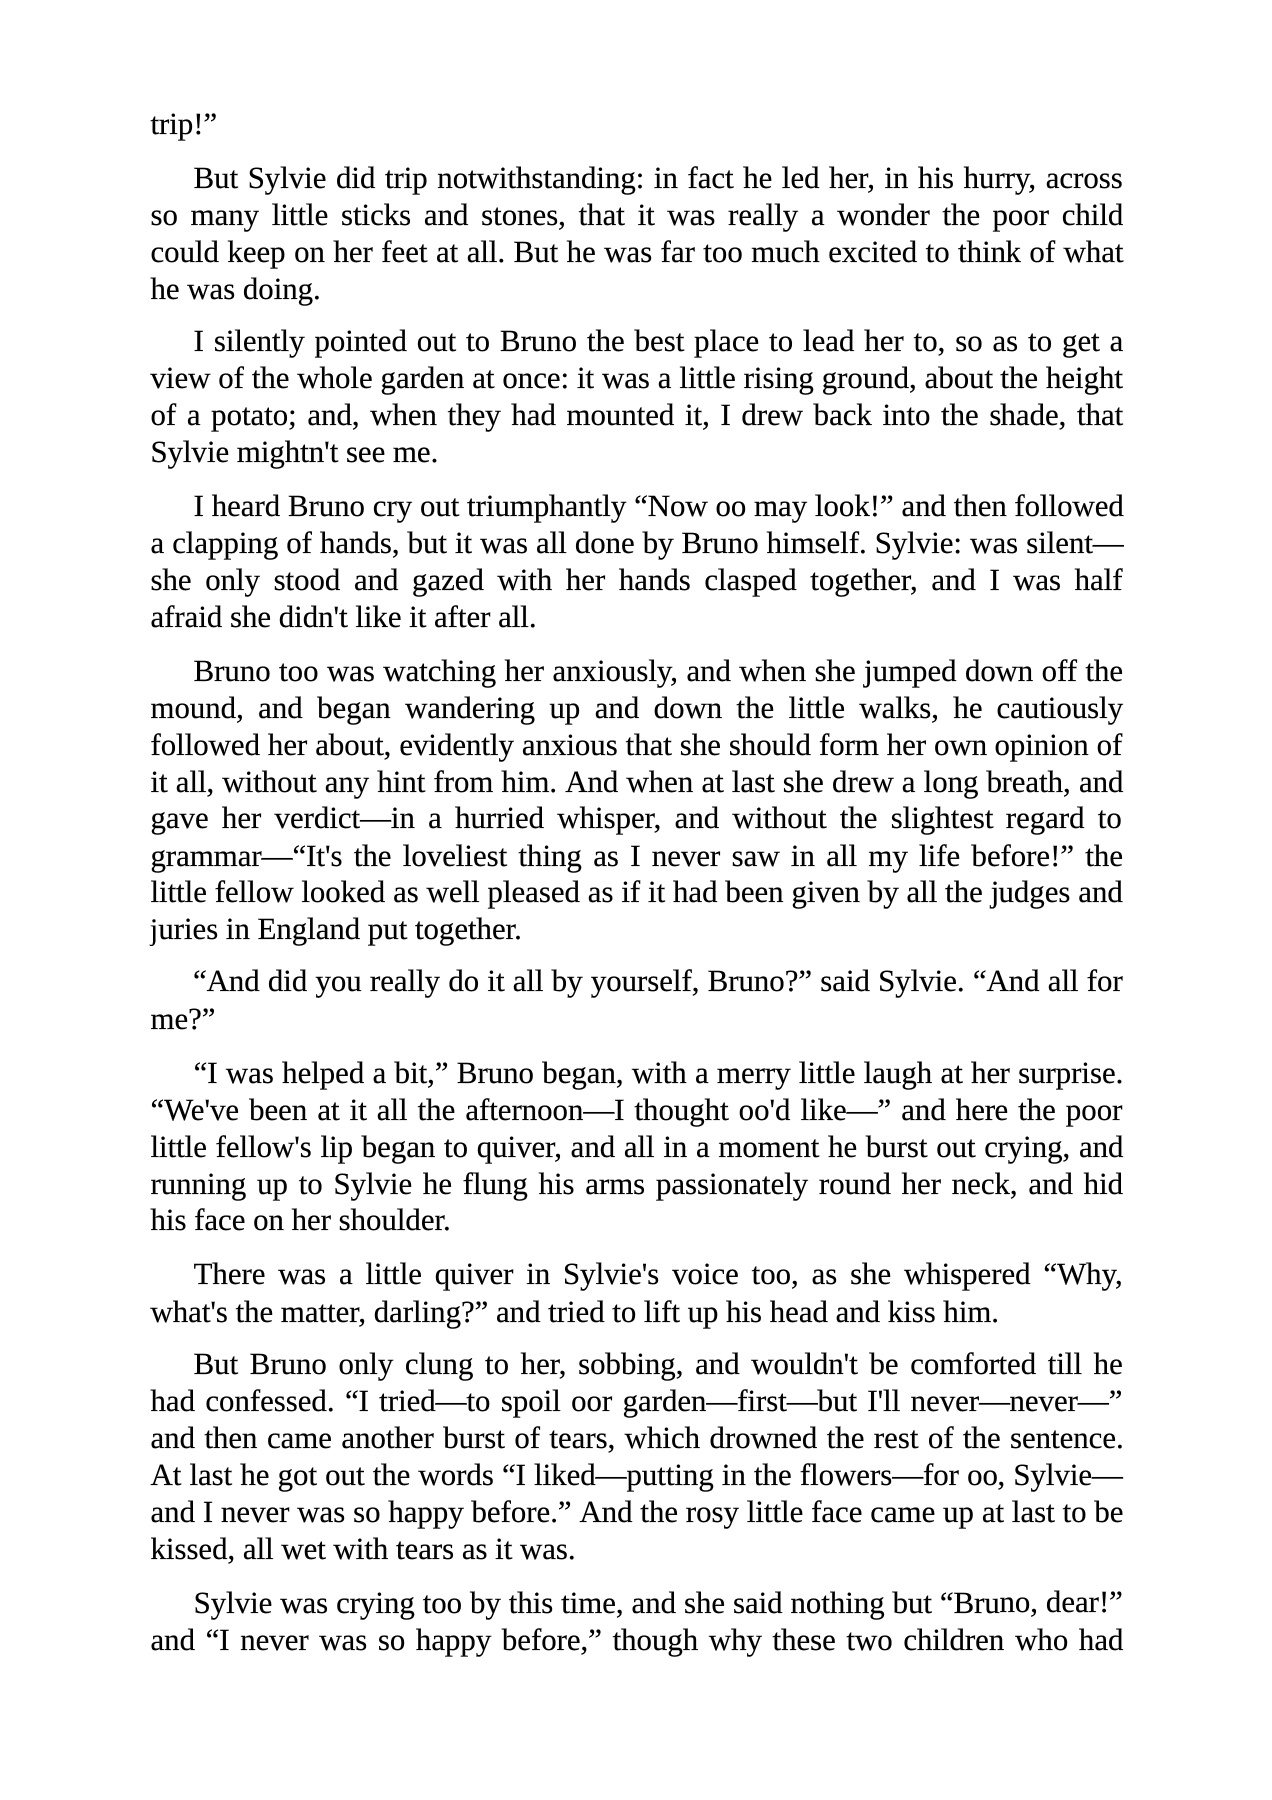 trip!”
But Sylvie did trip notwithstanding: in fact he led her, in his hurry, across
so many little sticks and stones, that it was really a wonder the poor child
could keep on her feet at all. But he was far too much excited to think of what
he was doing.
I silently pointed out to Bruno the best place to lead her to, so as to get a
view of the whole garden at once: it was a little rising ground, about the height
of a potato; and, when they had mounted it, I drew back into the shade, that
Sylvie mightn't see me.
I heard Bruno cry out triumphantly “Now oo may look!” and then followed
a clapping of hands, but it was all done by Bruno himself. Sylvie: was silent—
she only stood and gazed with her hands clasped together, and I was half
afraid she didn't like it after all.
Bruno too was watching her anxiously, and when she jumped down off the
mound, and began wandering up and down the little walks, he cautiously
followed her about, evidently anxious that she should form her own opinion of
it all, without any hint from him. And when at last she drew a long breath, and
gave her verdict—in a hurried whisper, and without the slightest regard to
grammar—“It's the loveliest thing as I never saw in all my life before!” the
little fellow looked as well pleased as if it had been given by all the judges and
juries in England put together.
“And did you really do it all by yourself, Bruno?” said Sylvie. “And all for
me?”
“I was helped a bit,” Bruno began, with a merry little laugh at her surprise.
“We've been at it all the afternoon—I thought oo'd like—” and here the poor
little fellow's lip began to quiver, and all in a moment he burst out crying, and
running up to Sylvie he flung his arms passionately round her neck, and hid
his face on her shoulder.
There was a little quiver in Sylvie's voice too, as she whispered “Why,
what's the matter, darling?” and tried to lift up his head and kiss him.
But Bruno only clung to her, sobbing, and wouldn't be comforted till he
had confessed. “I tried—to spoil oor garden—first—but I'll never—never—”
and then came another burst of tears, which drowned the rest of the sentence.
At last he got out the words “I liked—putting in the flowers—for oo, Sylvie—
and I never was so happy before.” And the rosy little face came up at last to be
kissed, all wet with tears as it was.
Sylvie was crying too by this time, and she said nothing but “Bruno, dear!”
and “I never was so happy before,” though why these two children who had